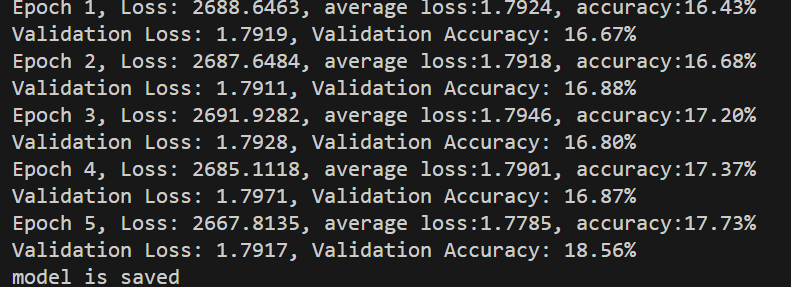 Epoch 1, Loss: 2688.6463, average loss:1.7924, accuracy:16.43%
Validation Loss: 1.7919, Validation Accuracy: 16.67%
Epoch 2, Loss: 2687.6484, average loss:1.7918, accuracy:16.68%
Validation Loss: 1.7911, Validation Accuracy: 16.88%
Epoch 3, Loss: 2691.9282, average loss:1.7946, accuracy:17.20%
Validation Loss: 1.7928, Validation Accuracy: 16.80%
Epoch 4, Loss: 2685.1118, average loss:1.7901, accuracy:17.37%
Validation Loss: 1.7971, Validation Accuracy: 16.87%
Epoch 5, Loss: 2667.8135, average loss:1.7785, accuracy:17.73%
Validation Loss: 1.7917, Validation Accuracy: 18.56%
model is saved